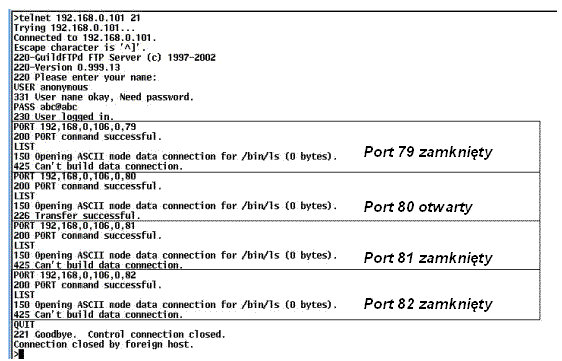 >telnet 192.168.0.101 21
Trying 192.168.0.101...
Connected to 192.168.0.101.
Escape character is '^]'.
220-GuildFTPd FTP Server (c) 1997-2002
220-Version 0.999.13
220 Please enter your name:
USER anonymous
331 User name okay, Need password.
PASS abc@abc
230 User logged in.
PORT 192,168,0,106,0,79
200 PORT command successful.
LIST
150 Opening ASCII mode data connection for /bin/ls (0 bytes).
425 Can't build data connection.
Port 79 zamknięty
PORT 192,168,0,106,0,80
200 PORT command successful.
LIST
150 Opening ASCII mode data connection for /bin/ls (0 bytes).
226 Transfer successful.
Port 80 otwarty
PORT 192,168,0,106,0,81
200 PORT command successful.
LIST
150 Opening ASCII mode data connection for /bin/ls (0 bytes).
425 Can't build data connection.
Port 81 zamknięty
PORT 192,168,0,106,0,82
200 PORT command successful.
LIST
150 Opening ASCII mode data connection for /bin/ls (0 bytes).
425 Can't build data connection.
Port 82 zamknięty
QUIT
221 Goodbye.  Control connection closed.
Connection closed by foreign host.
>